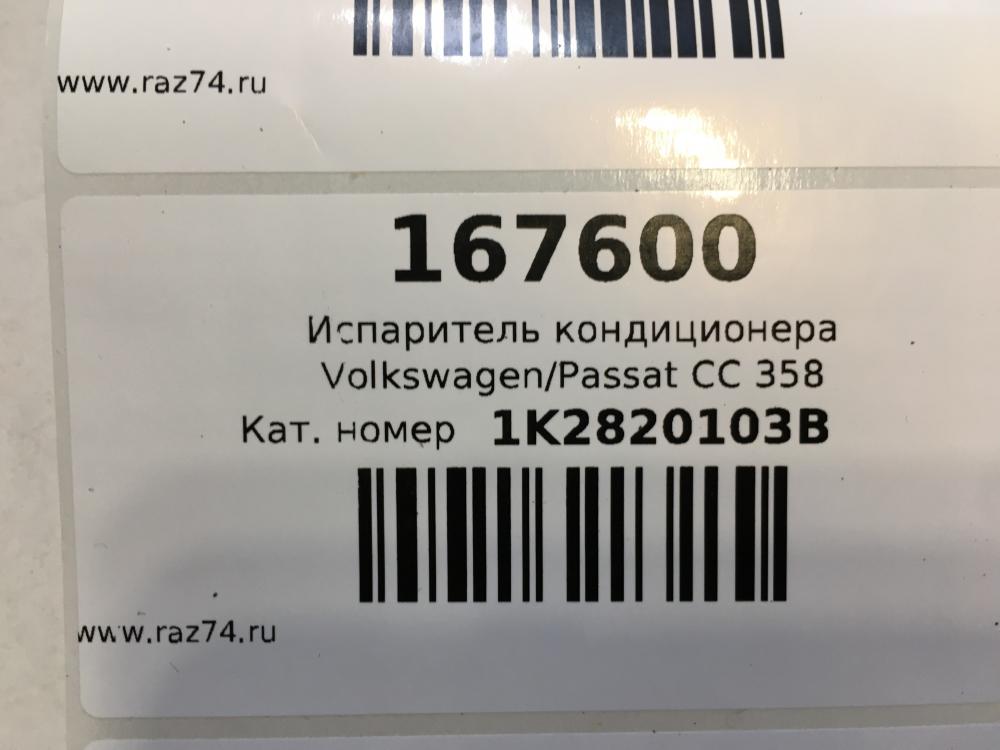 www.raz74.ru
167600
Испаритель кондиционера
Volkswagen/Passat CC 358
Кат. номер 1K2820103B
www.raz74.ru